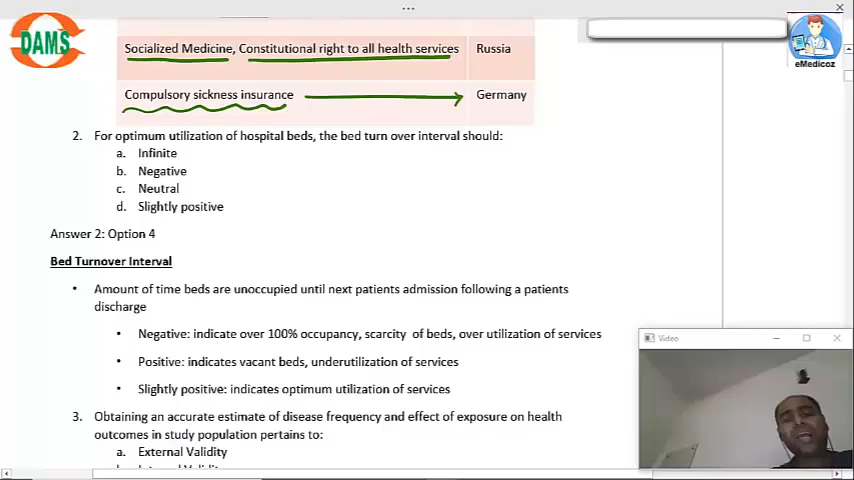 DAMS
eMedicoz
Socialized Medicine, Constitutional right to all health services Russia
Compulsory sickness insurance Germany
2. For optimum utilization of hospital beds, the bed turn over interval should:
a. Infinite
b. Negative
c. Neutral
d. Slightly positive
Answer 2: Option 4
Bed Turnover Interval
• Amount of time beds are unoccupied until next patients admission following a patients
discharge
• Negative: indicate over 100% occupancy, scarcity of beds, over utilization of services
• Positive: indicates vacant beds, underutilization of services
• Slightly positive: indicates optimum utilization of services
Video
3. Obtaining an accurate estimate of disease frequency and effect of exposure on health
outcomes in study population pertains to:
a. External Validity